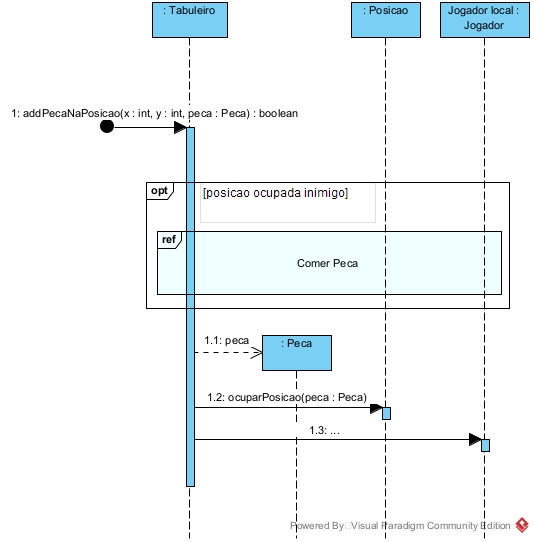 : Tabuleiro
: Posicao
Jogador local :
Jogador
1: addPecaNaPosicao(x : int, y : int, peca : Peca) : boolean
opt
[posicao ocupada inimigo]
ref
Comer Peca
1.1: peca
: Peca
1.2: ocuparPosicao(peca : Peca)
1.3: ...
Powered By Visual Paradigm Community Edition